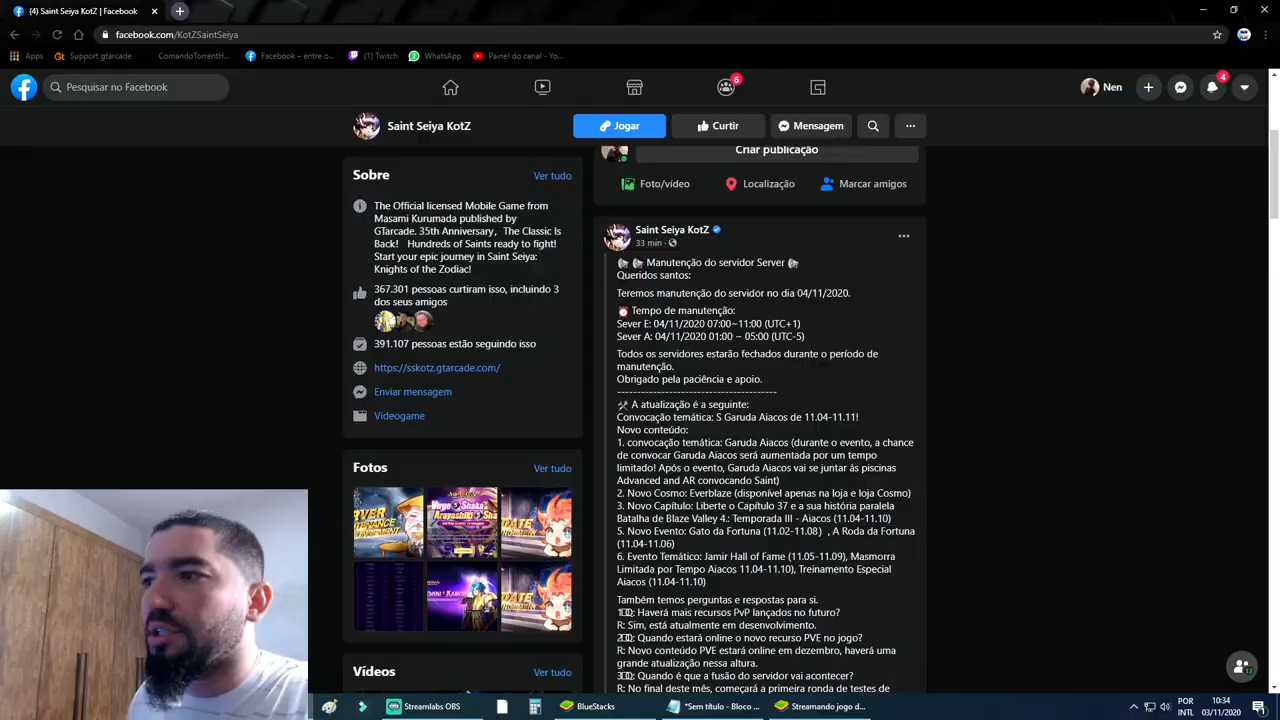 (4) Saint Seiya KotZ | Facebook
facebook.com/KotZSaintSeiya
Apps
Support gtarcade
ComandoTorrentH...
Facebook – entre o...
(1) Twitch
WhatsApp
Painel do canal - Yo...
Pesquisar no Facebook
6
Nen
4
Saint Seiya KotZ
Jogar
Curtir
Mensagem
Sobre
Ver tudo
The Official licensed Mobile Game from
Masami Kurumada published by
GTarcade. 35th Anniversary, The Classic Is
Back! Hundreds of Saints ready to fight!
Start your epic journey in Saint Seiya:
Knights of the Zodiac!
367.301 pessoas curtiram isso, incluindo 3
dos seus amigos
391.107 pessoas estão seguindo isso
https://sskotz.gtarcade.com/
Enviar mensagem
Videogame
Fotos
Ver tudo
Vídeos
Ver tudo
Criar publicação
Foto/vídeo
Localização
Marcar amigos
Saint Seiya KotZ
33 min
Manutenção do servidor Server
Queridos santos:
Teremos manutenção do servidor no dia 04/11/2020.
Tempo de manutenção:
Sever E: 04/11/2020 07:00~11:00 (UTC+1)
Sever A: 04/11/2020 01:00 ~ 05:00 (UTC-5)
Todos os servidores estarão fechados durante o período de
manutenção.
Obrigado pela paciência e apoio.
----------------------------------------
A atualização é a seguinte:
Convocação temática: S Garuda Aiacos de 11.04-11.11!
Novo conteúdo:
1. convocação temática: Garuda Aiacos (durante o evento, a chance
de convocar Garuda Aiacos será aumentada por um tempo
limitado! Após o evento, Garuda Aiacos vai se juntar às piscinas
Advanced and AR convocando Saint)
2. Novo Cosmo: Everblaze (disponível apenas na loja e loja Cosmo)
3. Novo Capítulo: Liberte o Capítulo 37 e a sua história paralela
Batalha de Blaze Valley 4.: Temporada III - Aiacos (11.04-11.10)
5. Novo Evento: Gato da Fortuna (11.02-11.08) , A Roda da Fortuna
(11.04-11.06)
6. Evento Temático: Jamir Hall of Fame (11.05-11.09), Masmorra
Limitada por Tempo Aiacos 11.04-11.10), Treinamento Especial
Aiacos (11.04-11.10)
Também temos perguntas e respostas para si.
1Q: Haverá mais recursos PvP lançados no futuro?
R: Sim, está atualmente em desenvolvimento.
2Q: Quando estará online o novo recurso PVE no jogo?
R: Novo conteúdo PVE estará online em dezembro, haverá uma
grande atualização nessa altura.
3Q: Quando é que a fusão do servidor vai acontecer?
R: No final deste mês, começará a primeira ronda de testes de
12
Streamlabs OBS
BlueStacks
*Sem título - Bloco ...
Streamando jogo d...
POR
INTL
10:34
03/11/2020